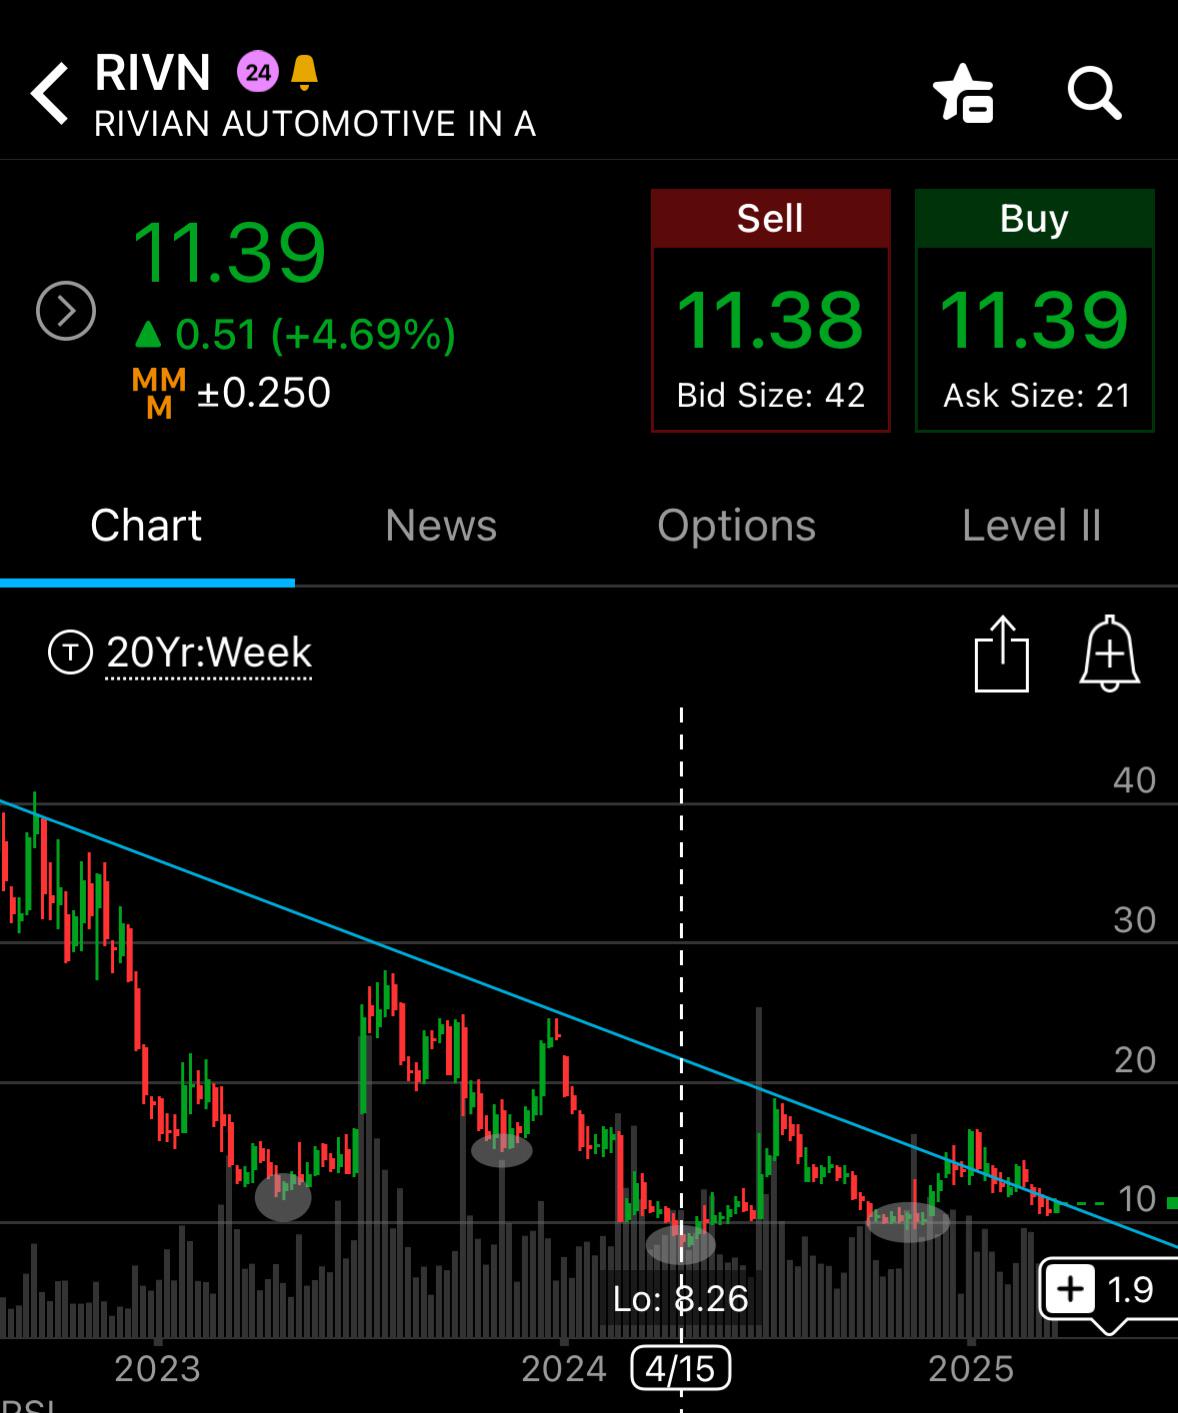 RIVN 24
RIVIAN AUTOMOTIVE IN A
11.39
0.51 (+4.69%)
MM
M
±0.250
Sell
11.38
Bid Size: 42
Buy
11.39
Ask Size: 21
Chart News Options Level II
T 20Yr:Week
40
30
20
10
Lo: 8.26
+ 1.9
2023 2024 4/15 2025
RSI